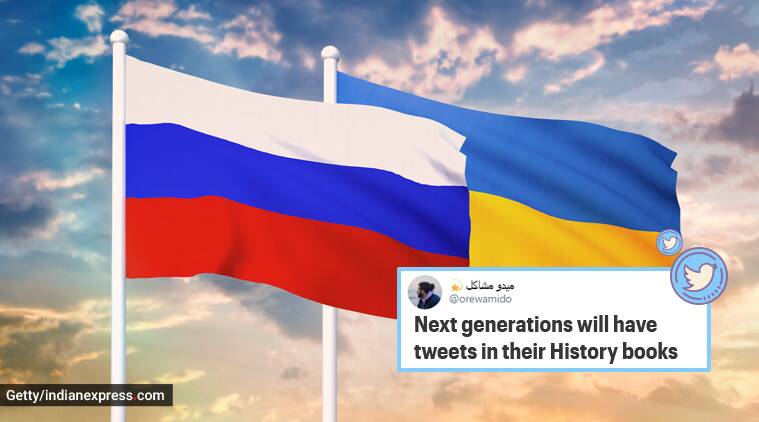 ميدو مشاكل
@orewamido
Next generations will have
tweets in their History books
Getty/indianexpress.com